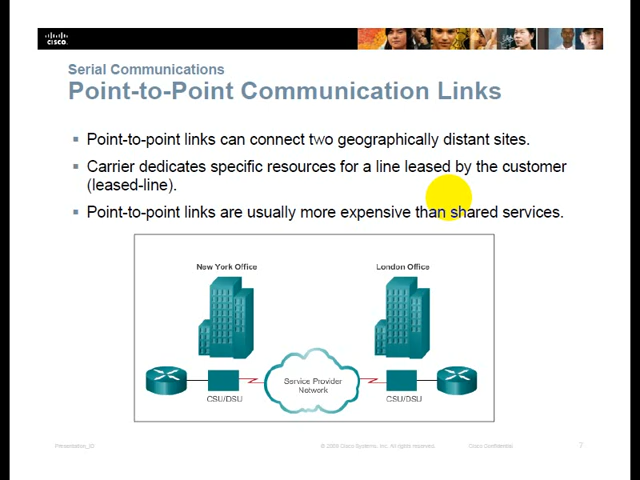 CISCO
Serial Communications
Point-to-Point Communication Links
Point-to-point links can connect two geographically distant sites.
Carrier dedicates specific resources for a line leased by the customer
(leased-line).
Point-to-point links are usually more expensive than shared services.
New York Office
London Office
Service Provider
Network
CSU/DSU
CSU/DSU
Presentation_ID
© 2008 Cisco Systems, Inc. All rights reserved.
Cisco Confidential
7